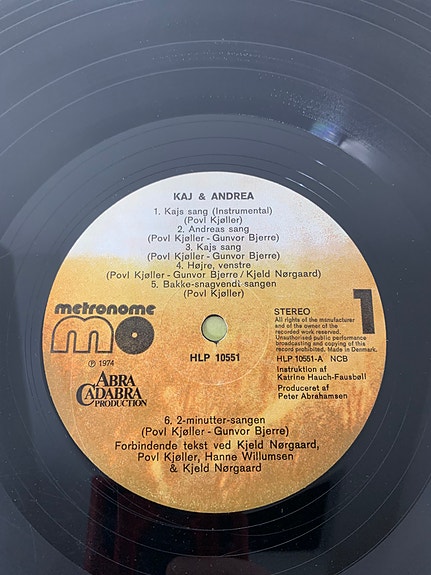 KAJ & ANDREA
1. Kajs sang (Instrumental)
(Povl Kjøller)
2. Andreas sang
(Povl Kjøller - Gunvor Bjerre)
3. Kajs sang
(Povl Kjøller - Gunvor Bjerre)
4. Højre, venstre
(Povl Kjøller - Gunvor Bjerre / Kjeld Nørgaard)
5. Bakke-snagvendi sangen
(Povl Kjøller)
metronome
mo
℗ 1974
ABRA
CADABRA
PRODUCTION
HLP 10551
STEREO
1
All rights of the manufacturer
and of the owner of the
recorded work reserved.
Unauthorised public performance
broadcasting and copying of this
record prohibited. Made in Denmark.
HLP 10551-A NCB
Instruktion af
Katrine Hauch-Fausbøll
Produceret af
Peter Abrahamsen
6. 2-minutter-sangen
(Povl Kjøller - Gunvor Bjerre)
Forbindende tekst ved Kjeld Nørgaard,
Povl Kjøller, Hanne Willumsen
& Kjeld Nørgaard